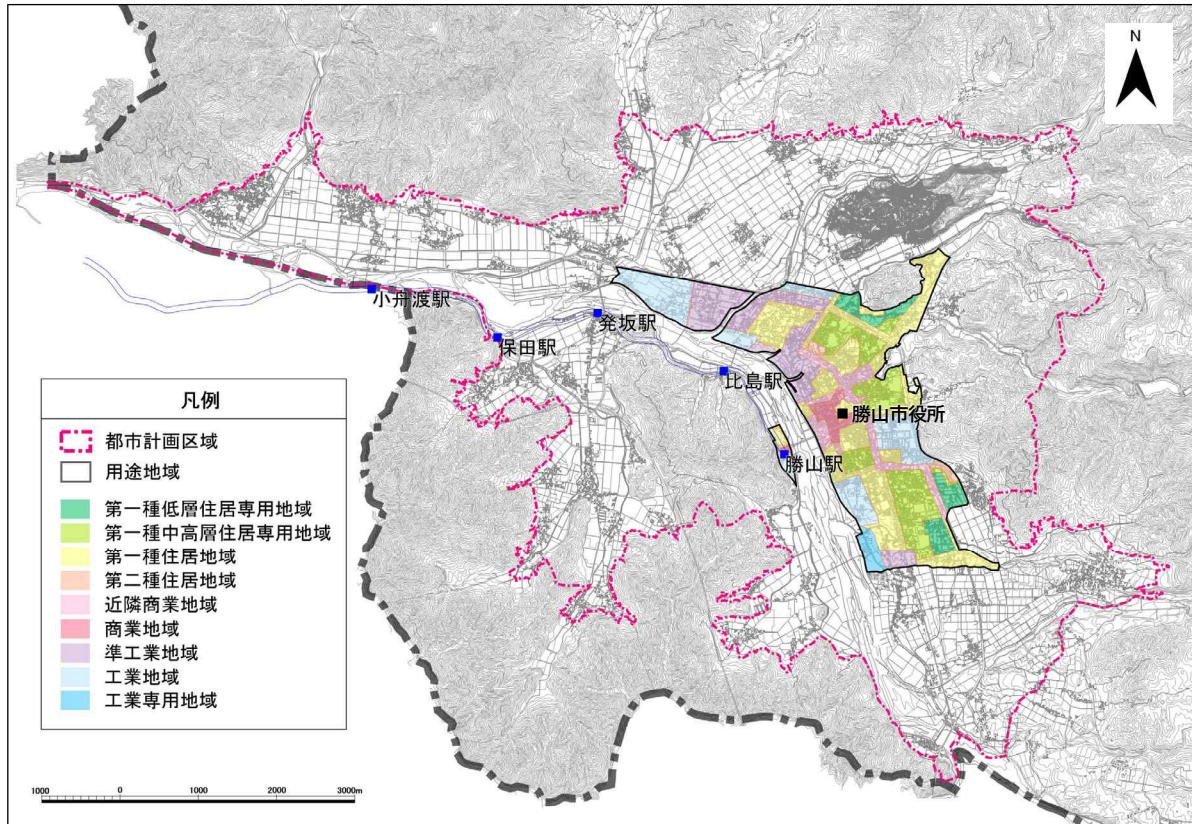 N
小舟渡駅
発坂駅
保田駅
比島駅
勝山市役所
勝山駅
凡例
都市計画区域
用途地域
第一種低層住居専用地域
第一種中高層住居専用地域
第一種住居地域
第二種住居地域
近隣商業地域
商業地域
準工業地域
工業地域
工業専用地域
1000 0 1000 2000 3000m